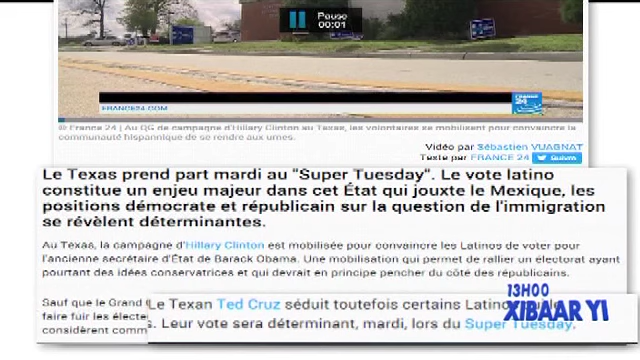 Pause
00:01
FRANCE24.COM
FRANCE 24
© France 24 | Au QG de campagne d'Hillary Clinton au Texas, les volontaires se mobilisent pour convaincre la
communauté hispannique de se rendre aux urnes.
Vidéo par Sébastien VUAGNAT
Texte par FRANCE 24 Suivre
Le Texas prend part mardi au "Super Tuesday". Le vote latino
constitue un enjeu majeur dans cet État qui jouxte le Mexique, les
positions démocrate et républicain sur la question de l'immigration
se révèlent déterminantes.
Au Texas, la campagne d'Hillary Clinton est mobilisée pour convaincre les Latinos de voter pour
l'ancienne secrétaire d'État de Barack Obama. Une mobilisation qui permet de rallier un électorat ayant
pourtant des idées conservatrices et qui devrait en principe pencher du côté des républicains.
Sauf que le Grand
faire fuir les
considèrent
Le Texan Ted Cruz séduit toutefois certains
s. Leur vote sera déterminant, mardi, lors du Super Tuesday.
13H00
XIBAAR YI